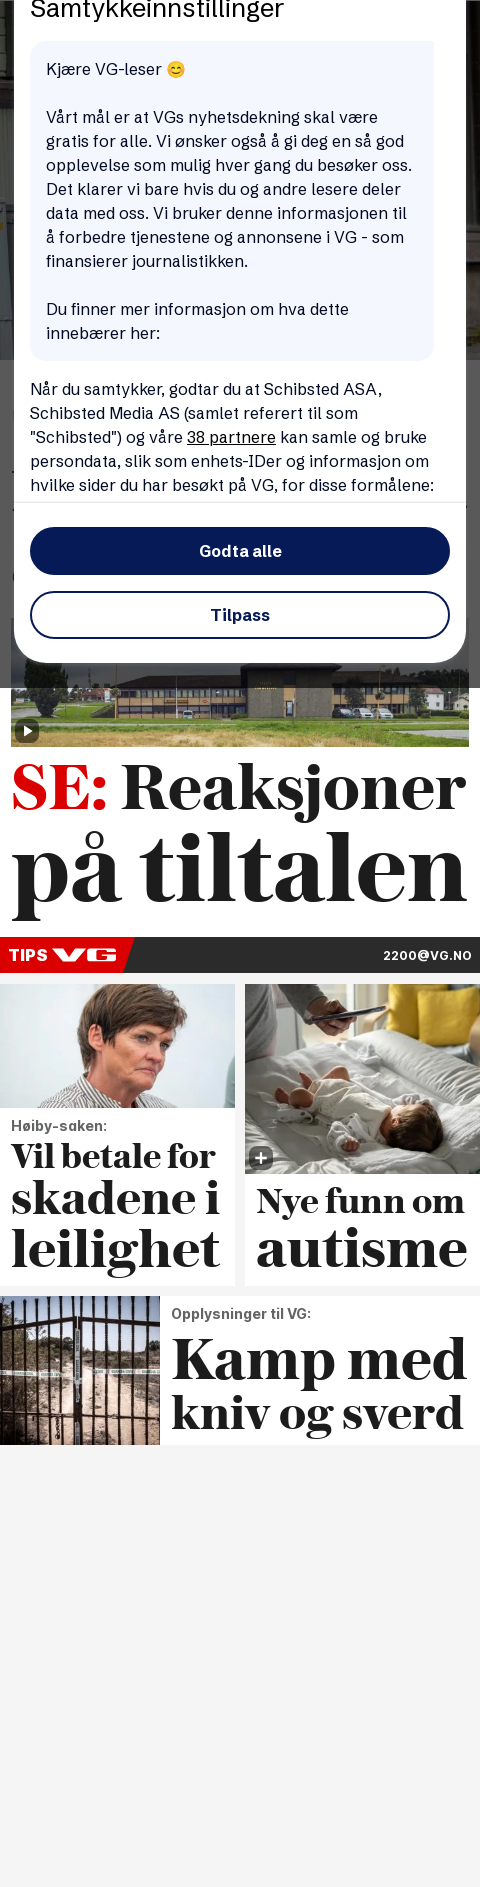 Samtykkeinnstillinger
Kjære VG-leser 😊
Vårt mål er at VGs nyhetsdekning skal være
gratis for alle. Vi ønsker også å gi deg en så god
opplevelse som mulig hver gang du besøker oss.
Det klarer vi bare hvis du og andre lesere deler
data med oss. Vi bruker denne informasjonen til
å forbedre tjenestene og annonsene i VG - som
finansierer journalistikken.
Du finner mer informasjon om hva dette
innebærer her:
Når du samtykker, godtar du at Schibsted ASA,
Schibsted Media AS (samlet referert til som
"Schibsted") og våre 38 partnere kan samle og bruke
persondata, slik som enhets-IDer og informasjon om
hvilke sider du har besøkt på VG, for disse formålene:
Godta alle
Tilpass
SE: Reaksjoner
på tiltalen
TIPS VG
2200@VG.NO
Høiby-saken:
Vil betale for
skadene i
leilighet
Nye funn om
autisme
Opplysninger til VG:
Kamp med
kniv og sverd